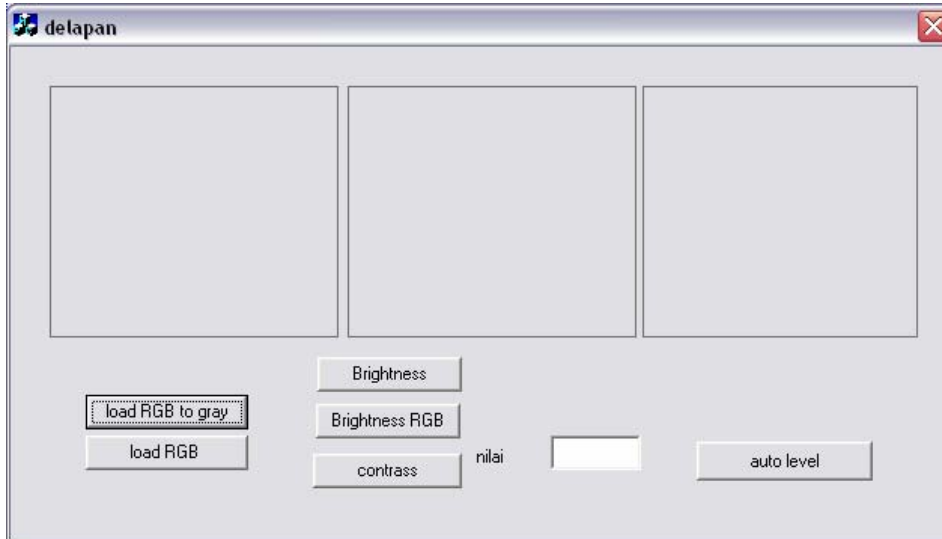 delapan
Brightness
load RGB to gray
Brightness RGB
load RGB
contrass
nilai
auto level